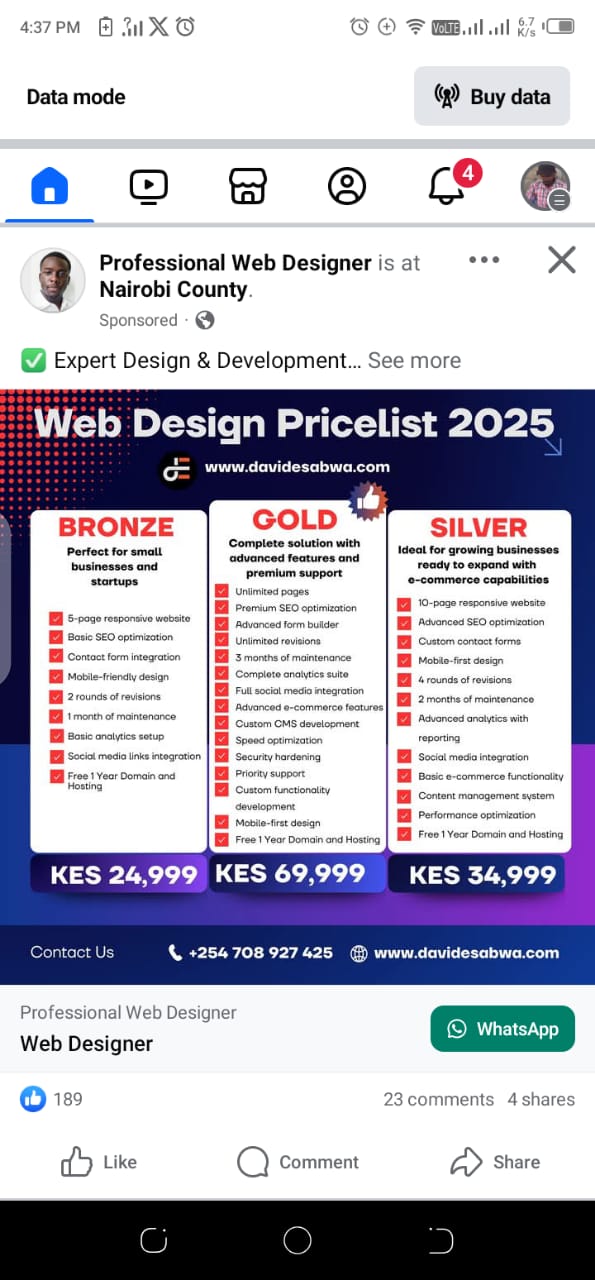 4:37 PM
VoLTE
6.7
K/s
Data mode
Buy data
4
Professional Web Designer is at
Nairobi County.
Sponsored ·
✅ Expert Design & Development... See more
Web Design Pricelist 2025
www.davidesabwa.com
BRONZE
Perfect for small
businesses and
startups
5-page responsive website
Basic SEO optimization
Contact form integration
Mobile-friendly design
2 rounds of revisions
1 month of maintenance
Basic analytics setup
Social media links integration
Free 1 Year Domain and
Hosting
KES 24,999
GOLD
Complete solution with
advanced features and
premium support
Unlimited pages
Premium SEO optimization
Advanced form builder
Unlimited revisions
3 months of maintenance
Complete analytics suite
Full social media integration
Advanced e-commerce features
Custom CMS development
Speed optimization
Security hardening
Priority support
Custom functionality
development
Mobile-first design
Free 1 Year Domain and Hosting
KES 69,999
SILVER
Ideal for growing businesses
ready to expand with
e-commerce capabilities
10-page responsive website
Advanced SEO optimization
Custom contact forms
Mobile-first design
4 rounds of revisions
2 months of maintenance
Advanced analytics with
reporting
Social media integration
Basic e-commerce functionality
Content management system
Performance optimization
Free 1 Year Domain and Hosting
KES 34,999
Contact Us
+254 708 927 425
www.davidesabwa.com
Professional Web Designer
Web Designer
WhatsApp
189
23 comments 4 shares
Like
Comment
Share